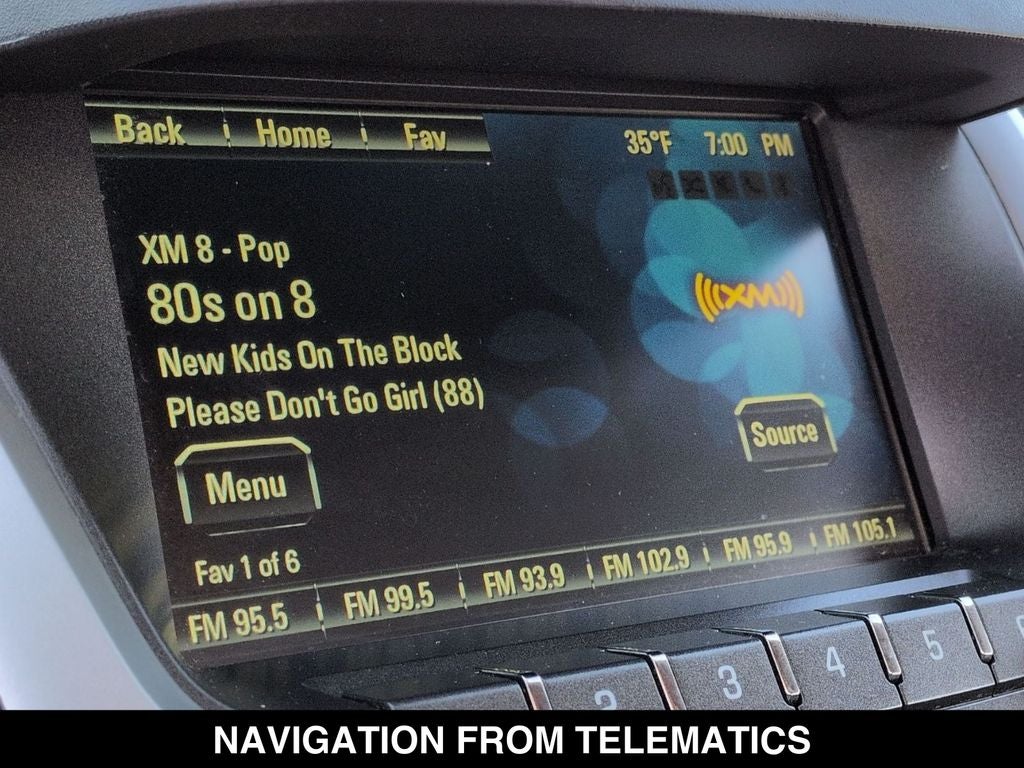 Back Home Fav 35°F 7:00 PM
XM 8 - Pop
80s on 8
((XM))
New Kids On The Block
Please Don't Go Girl (88)
Source
Menu
Fav 1 of 6
FM 95.5 FM 99.5 FM 93.9 FM 102.9 FM 95.9 FM 105.1
2 3 4 5
NAVIGATION FROM TELEMATICS